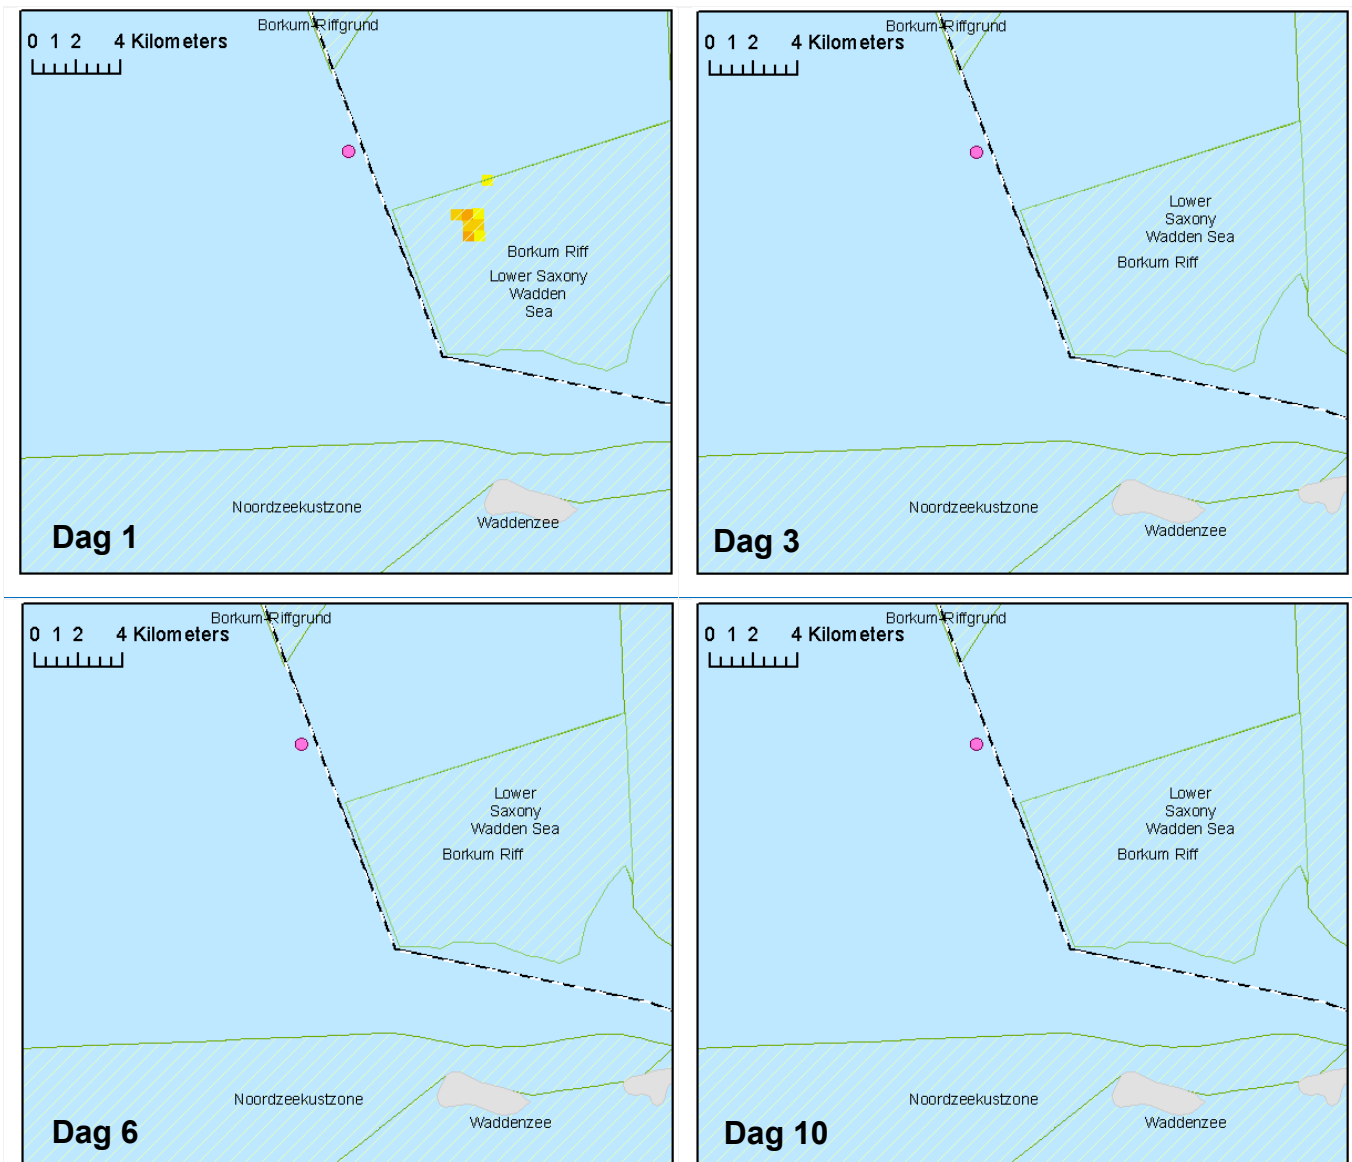 Borkum-Riffgrund
0 1 2 4 Kilometers
Borkum Riff
Lower Saxony
Wadden
Sea
Noordzeekustzone
Waddenzee
Dag 1
Borkum-Riffgrund
0 1 2 4 Kilometers
Lower
Saxony
Wadden Sea
Borkum Riff
Noordzeekustzone
Waddenzee
Dag 3
Borkum-Riffgrund
0 1 2 4 Kilometers
Lower
Saxony
Wadden Sea
Borkum Riff
Noordzeekustzone
Waddenzee
Dag 6
Borkum-Riffgrund
0 1 2 4 Kilometers
Lower
Saxony
Wadden Sea
Borkum Riff
Noordzeekustzone
Waddenzee
Dag 10